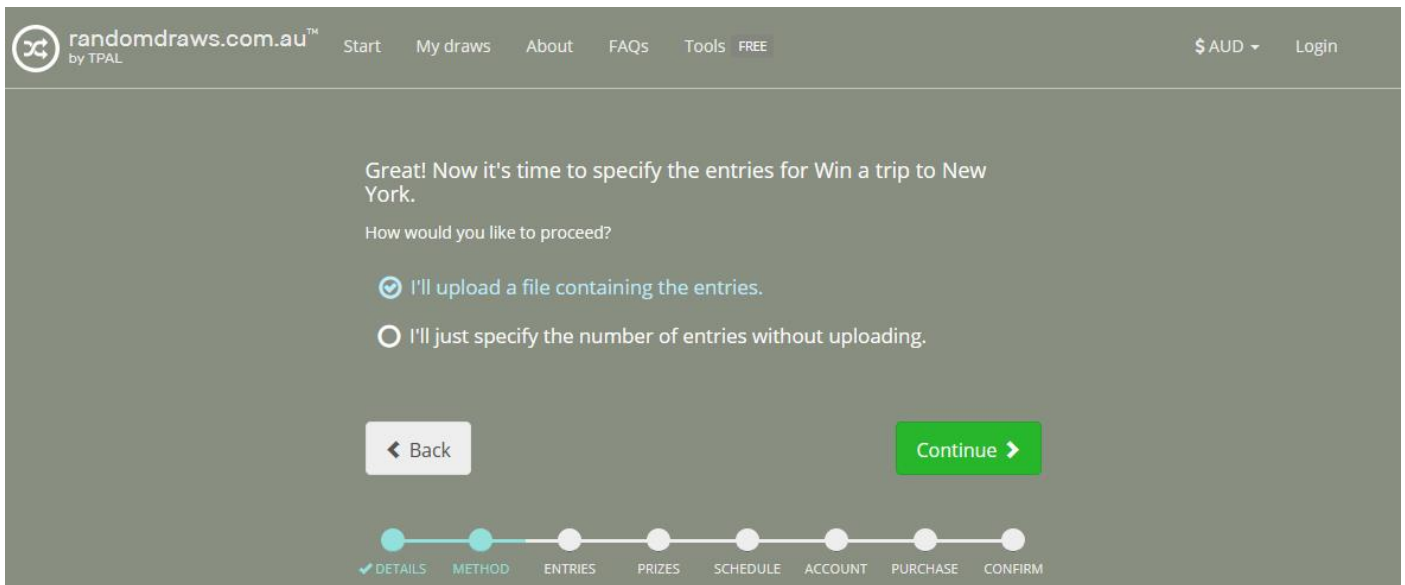 randomdraws.com.au™
by TPAL
Start My draws About FAQs Tools FREE $ AUD Login
Great! Now it's time to specify the entries for Win a trip to New
York.
How would you like to proceed?
I'll upload a file containing the entries.
I'll just specify the number of entries without uploading.
Back Continue
DETAILS METHOD ENTRIES PRIZES SCHEDULE ACCOUNT PURCHASE CONFIRM